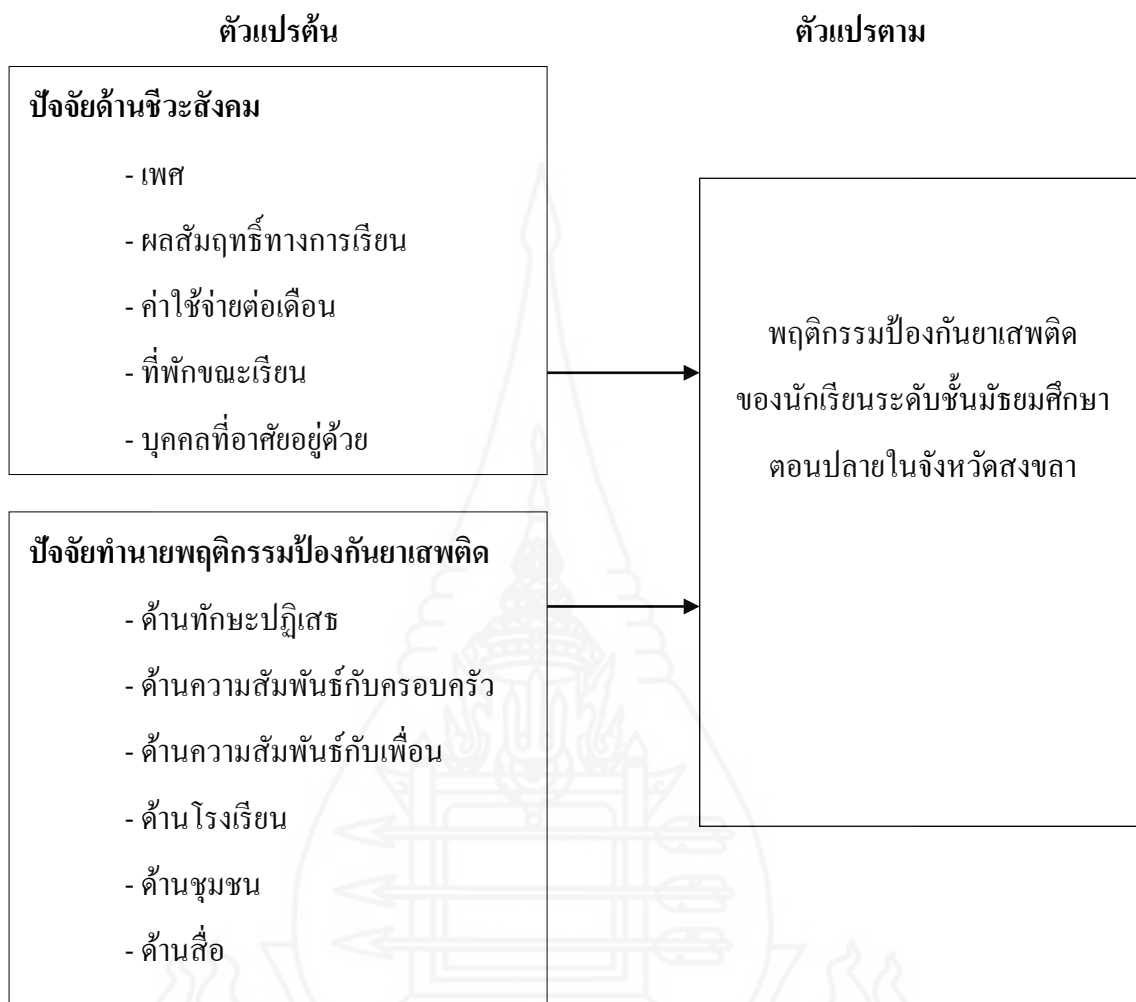 ตัวแปรต้น
ตัวแปรตาม
ปัจจัยด้านชีวะสังคม
- เพศ
- ผลสัมฤทธิ์ทางการเรียน
- ค่าใช้จ่ายต่อเดือน
- ที่พักขณะเรียน
- บุคคลที่อาศัยอยู่ด้วย
ปัจจัยทำนายพฤติกรรมป้องกันยาเสพติด
- ด้านทักษะปฏิเสธ
- ด้านความสัมพันธ์กับครอบครัว
- ด้านความสัมพันธ์กับเพื่อน
- ด้านโรงเรียน
- ด้านชุมชน
- ด้านสื่อ
พฤติกรรมป้องกันยาเสพติด
ของนักเรียนระดับชั้นมัธยมศึกษา
ตอนปลายในจังหวัดสงขลา